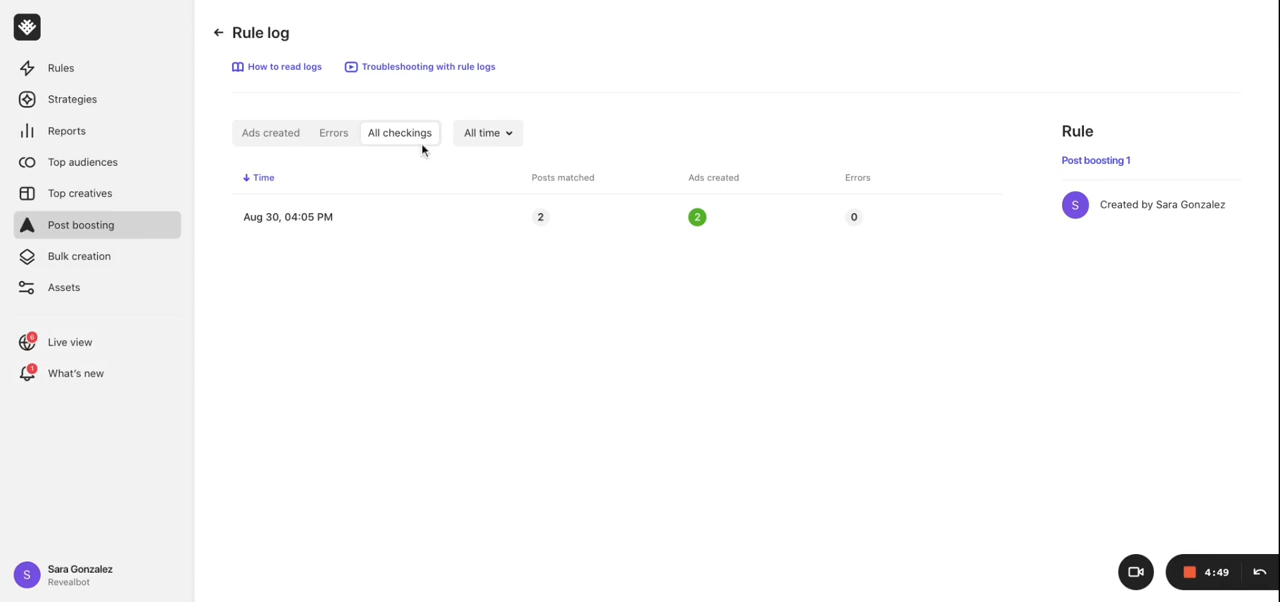 Rule log
How to read logs
Troubleshooting with rule logs
Rules
Strategies
Reports
Top audiences
Top creatives
Post boosting
Bulk creation
Assets
6
Live view
1
What's new
S
Sara Gonzalez
Revealbot
Ads created Errors All checkings All time
Time Posts matched Ads created Errors
Aug 30, 04:05 PM 2 2 0
Rule
Post boosting 1
S Created by Sara Gonzalez
4:49